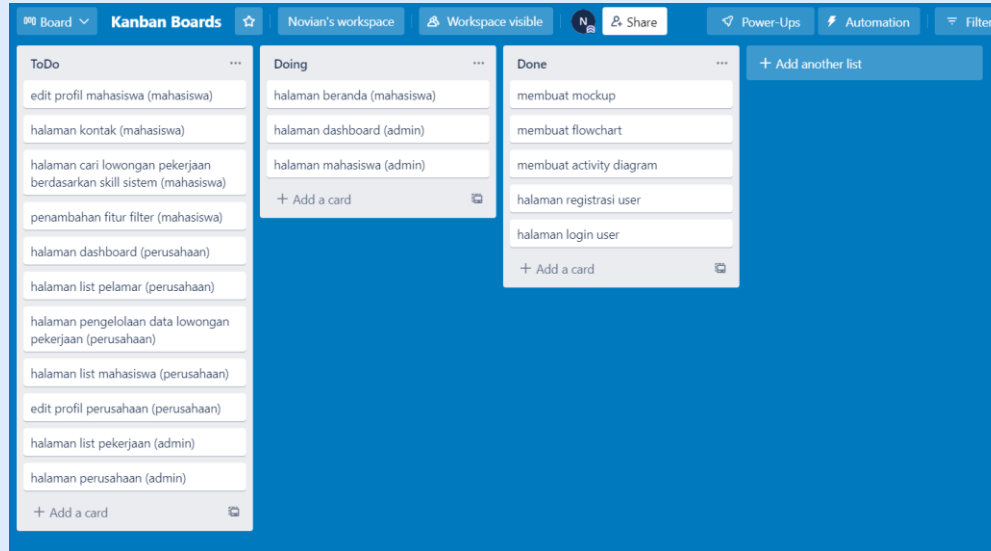 Board
Kanban Boards
Novian's workspace
Workspace visible
N
Share
Power-Ups
Automation
Filter
ToDo
edit profil mahasiswa (mahasiswa)
halaman kontak (mahasiswa)
halaman cari lowongan pekerjaan
berdasarkan skill sistem (mahasiswa)
penambahan fitur filter (mahasiswa)
halaman dashboard (perusahaan)
halaman list pelamar (perusahaan)
halaman pengelolaan data lowongan
pekerjaan (perusahaan)
halaman list mahasiswa (perusahaan)
edit profil perusahaan (perusahaan)
halaman list pekerjaan (admin)
halaman perusahaan (admin)
+ Add a card
Doing
halaman beranda (mahasiswa)
halaman dashboard (admin)
halaman mahasiswa (admin)
+ Add a card
Done
membuat mockup
membuat flowchart
membuat activity diagram
halaman registrasi user
halaman login user
+ Add a card
+ Add another list